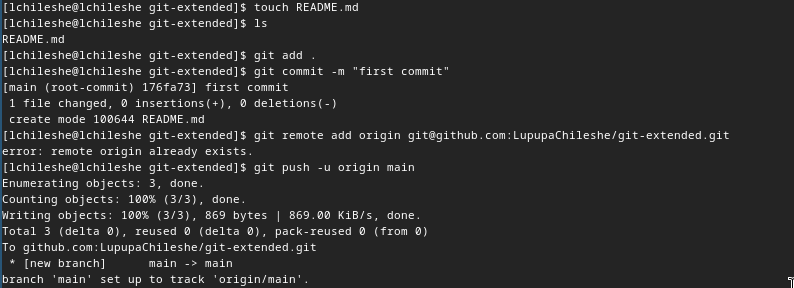 [lchileshe@lchileshe git-extended]$ touch README.md
[lchileshe@lchileshe git-extended]$ ls
README.md
[lchileshe@lchileshe git-extended]$ git add .
[lchileshe@lchileshe git-extended]$ git commit -m "first commit"
[main (root-commit) 176fa73] first commit
 1 file changed, 0 insertions(+), 0 deletions(-)
 create mode 100644 README.md
[lchileshe@lchileshe git-extended]$ git remote add origin git@github.com:LupupaChileshe/git-extended.git
error: remote origin already exists.
[lchileshe@lchileshe git-extended]$ git push -u origin main
Enumerating objects: 3, done.
Counting objects: 100% (3/3), done.
Writing objects: 100% (3/3), 869 bytes | 869.00 KiB/s, done.
Total 3 (delta 0), reused 0 (delta 0), pack-reused 0 (from 0)
To github.com:LupupaChileshe/git-extended.git
 * [new branch]      main -> main
branch 'main' set up to track 'origin/main'.